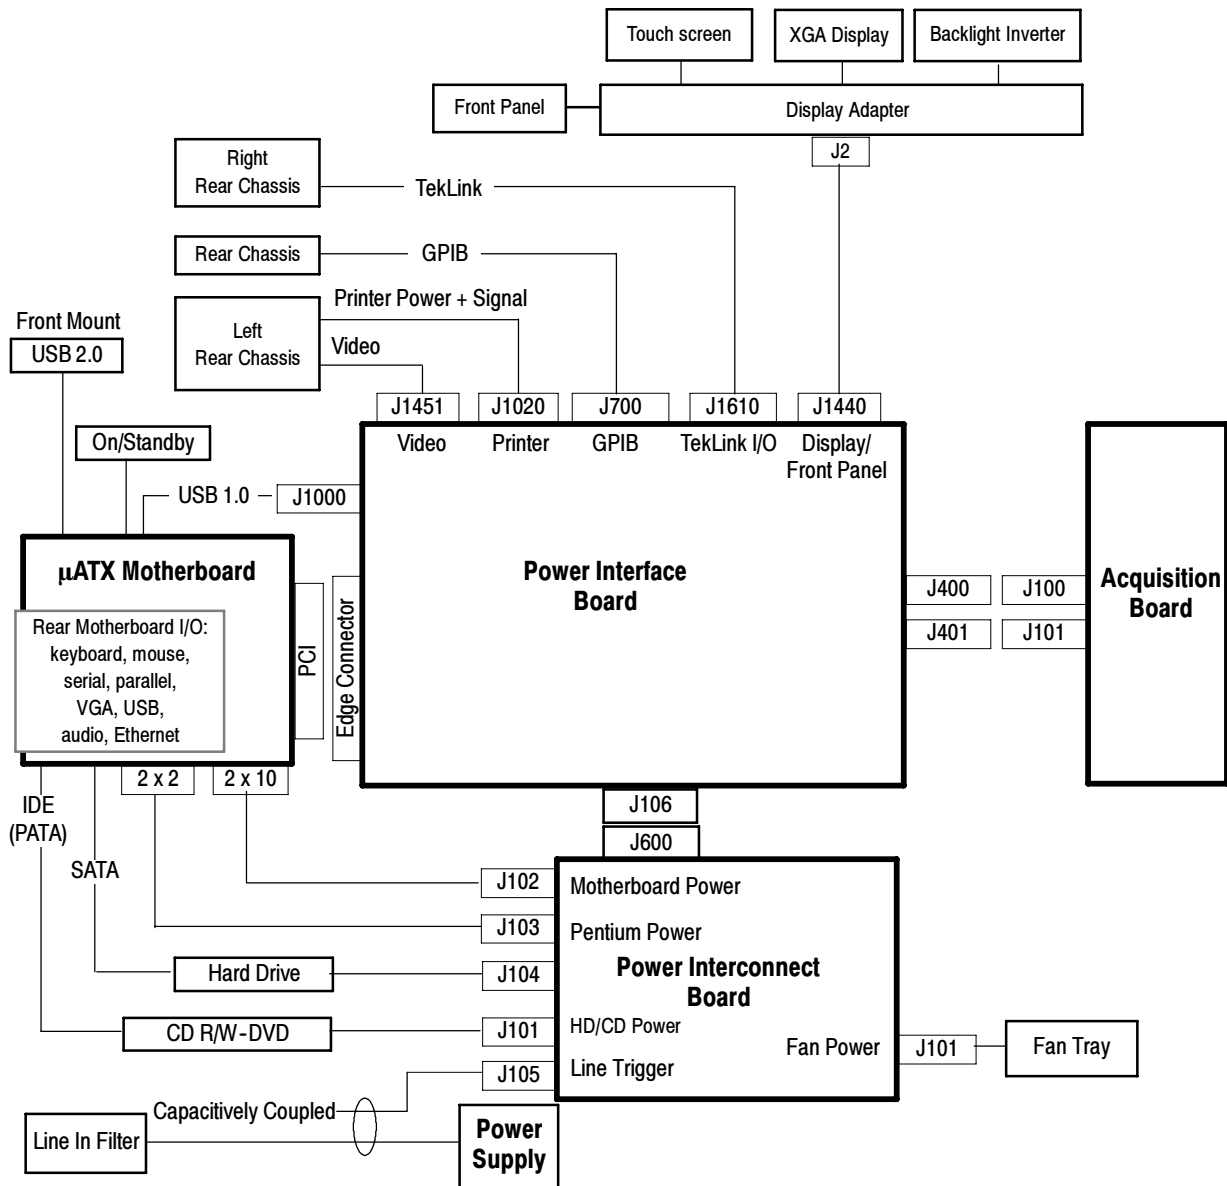 Touch screen
XGA Display
Backlight Inverter
Front Panel
Display Adapter
J2
Right
Rear Chassis
TekLink
Rear Chassis
GPIB
Printer Power + Signal
Left
Rear Chassis
Video
Front Mount
USB 2.0
On/Standby
USB 1.0
J1000
J1451
J1020
J700
J1610
J1440
Video
Printer
GPIB
TekLink I/O
Display/
Front Panel
µATX Motherboard
Rear Motherboard I/O:
keyboard, mouse,
serial, parallel,
VGA, USB,
audio, Ethernet
PCI
Edge Connector
Power Interface
Board
J400
J100
J401
J101
Acquisition
Board
2 x 2
2 x 10
IDE
(PATA)
SATA
J106
J600
J102
Motherboard Power
J103
Pentium Power
Power Interconnect
Board
Hard Drive
J104
CD R/W-DVD
J101
HD/CD Power
Fan Power
J101
Fan Tray
J105
Line Trigger
Capacitively Coupled
Line In Filter
Power
Supply